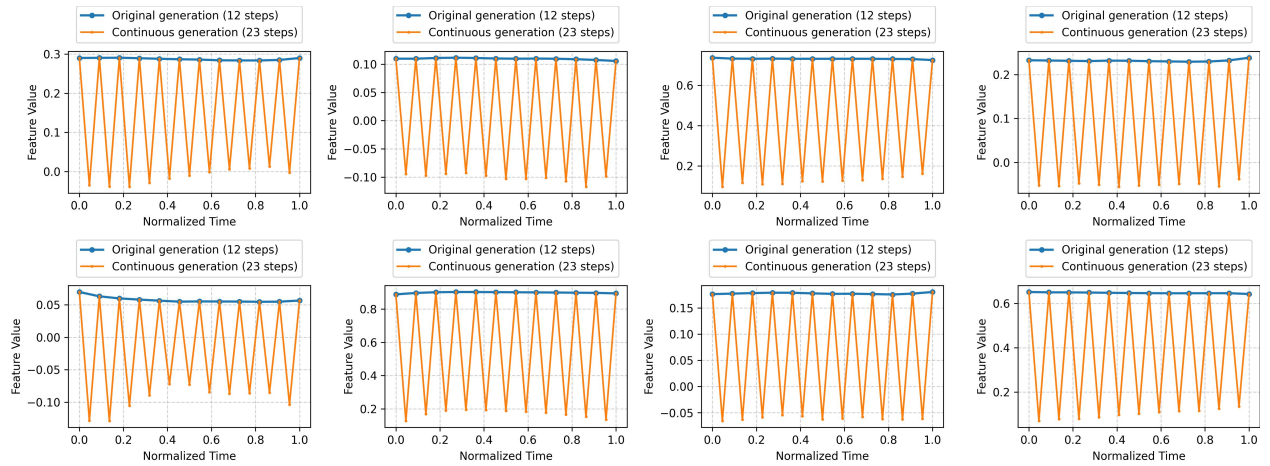 Original generation (12 steps)
Continuous generation (23 steps)
Feature Value
0.3
0.2
0.1
0.0
0.0 0.2 0.4 0.6 0.8 1.0
Normalized Time
Original generation (12 steps)
Continuous generation (23 steps)
Feature Value
0.10
0.05
0.00
−0.05
−0.10
0.0 0.2 0.4 0.6 0.8 1.0
Normalized Time
Original generation (12 steps)
Continuous generation (23 steps)
Feature Value
0.6
0.4
0.2
0.0 0.2 0.4 0.6 0.8 1.0
Normalized Time
Original generation (12 steps)
Continuous generation (23 steps)
Feature Value
0.2
0.1
0.0
0.0 0.2 0.4 0.6 0.8 1.0
Normalized Time
Original generation (12 steps)
Continuous generation (23 steps)
Feature Value
0.05
0.00
−0.05
−0.10
0.0 0.2 0.4 0.6 0.8 1.0
Normalized Time
Original generation (12 steps)
Continuous generation (23 steps)
Feature Value
0.8
0.6
0.4
0.2
0.0 0.2 0.4 0.6 0.8 1.0
Normalized Time
Original generation (12 steps)
Continuous generation (23 steps)
Feature Value
0.15
0.10
0.05
0.00
−0.05
0.0 0.2 0.4 0.6 0.8 1.0
Normalized Time
Original generation (12 steps)
Continuous generation (23 steps)
Feature Value
0.6
0.4
0.2
0.0 0.2 0.4 0.6 0.8 1.0
Normalized Time